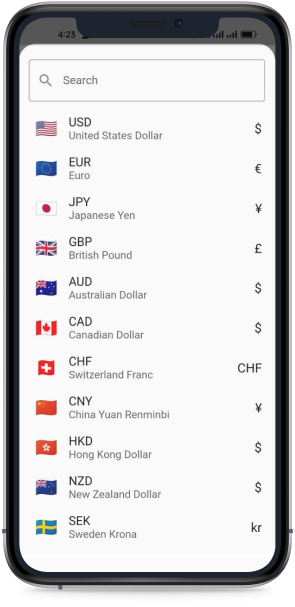 4:23
Search
USD
$
United States Dollar
EUR
€
Euro
JPY
¥
Japanese Yen
GBP
£
British Pound
AUD
$
Australian Dollar
CAD
$
Canadian Dollar
CHF
CHF
Switzerland Franc
CNY
¥
China Yuan Renminbi
HKD
$
Hong Kong Dollar
NZD
$
New Zealand Dollar
SEK
kr
Sweden Krona